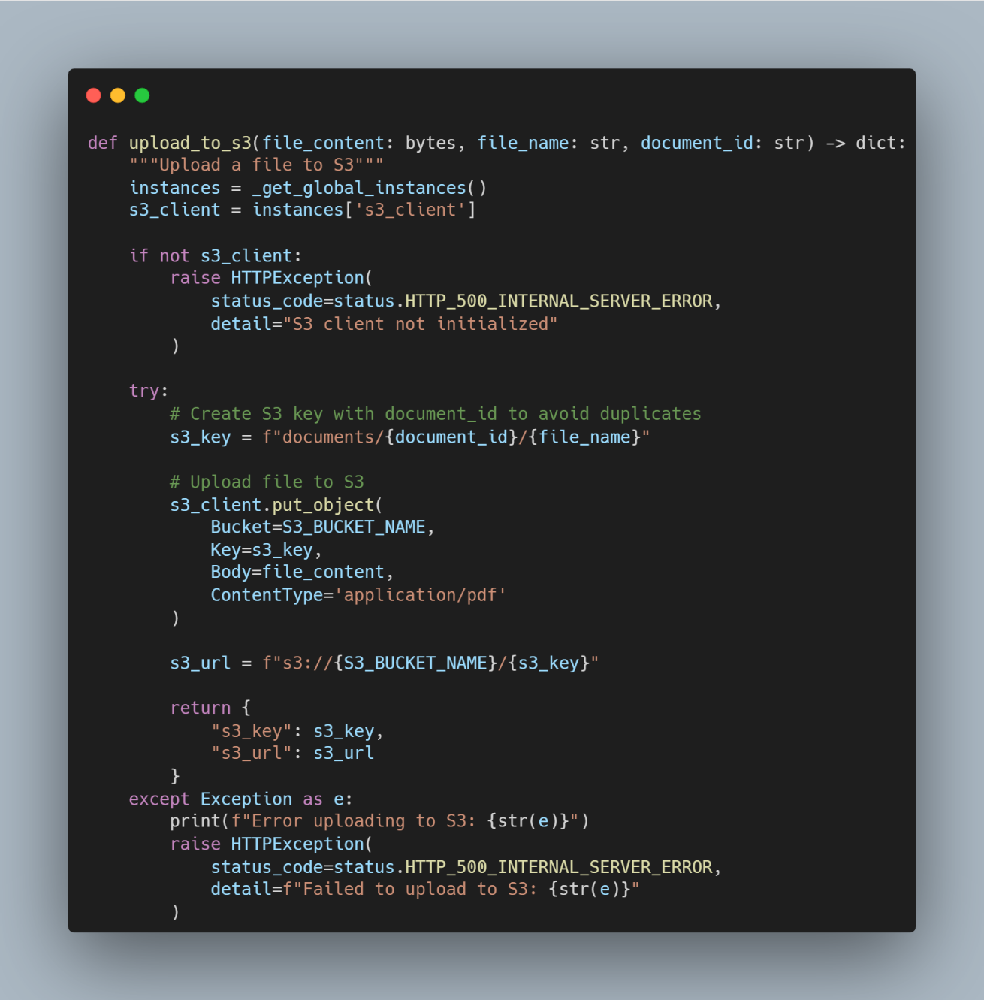 def upload_to_s3(file_content: bytes, file_name: str, document_id: str) -> dict:
    """Upload a file to S3"""
    instances = _get_global_instances()
    s3_client = instances['s3_client']

    if not s3_client:
        raise HTTPException(
            status_code=status.HTTP_500_INTERNAL_SERVER_ERROR,
            detail="S3 client not initialized"
        )

    try:
        # Create S3 key with document_id to avoid duplicates
        s3_key = f"documents/{document_id}/{file_name}"

        # Upload file to S3
        s3_client.put_object(
            Bucket=S3_BUCKET_NAME,
            Key=s3_key,
            Body=file_content,
            ContentType='application/pdf'
        )

        s3_url = f"s3://{S3_BUCKET_NAME}/{s3_key}"

        return {
            "s3_key": s3_key,
            "s3_url": s3_url
        }
    except Exception as e:
        print(f"Error uploading to S3: {str(e)}")
        raise HTTPException(
            status_code=status.HTTP_500_INTERNAL_SERVER_ERROR,
            detail=f"Failed to upload to S3: {str(e)}"
        )